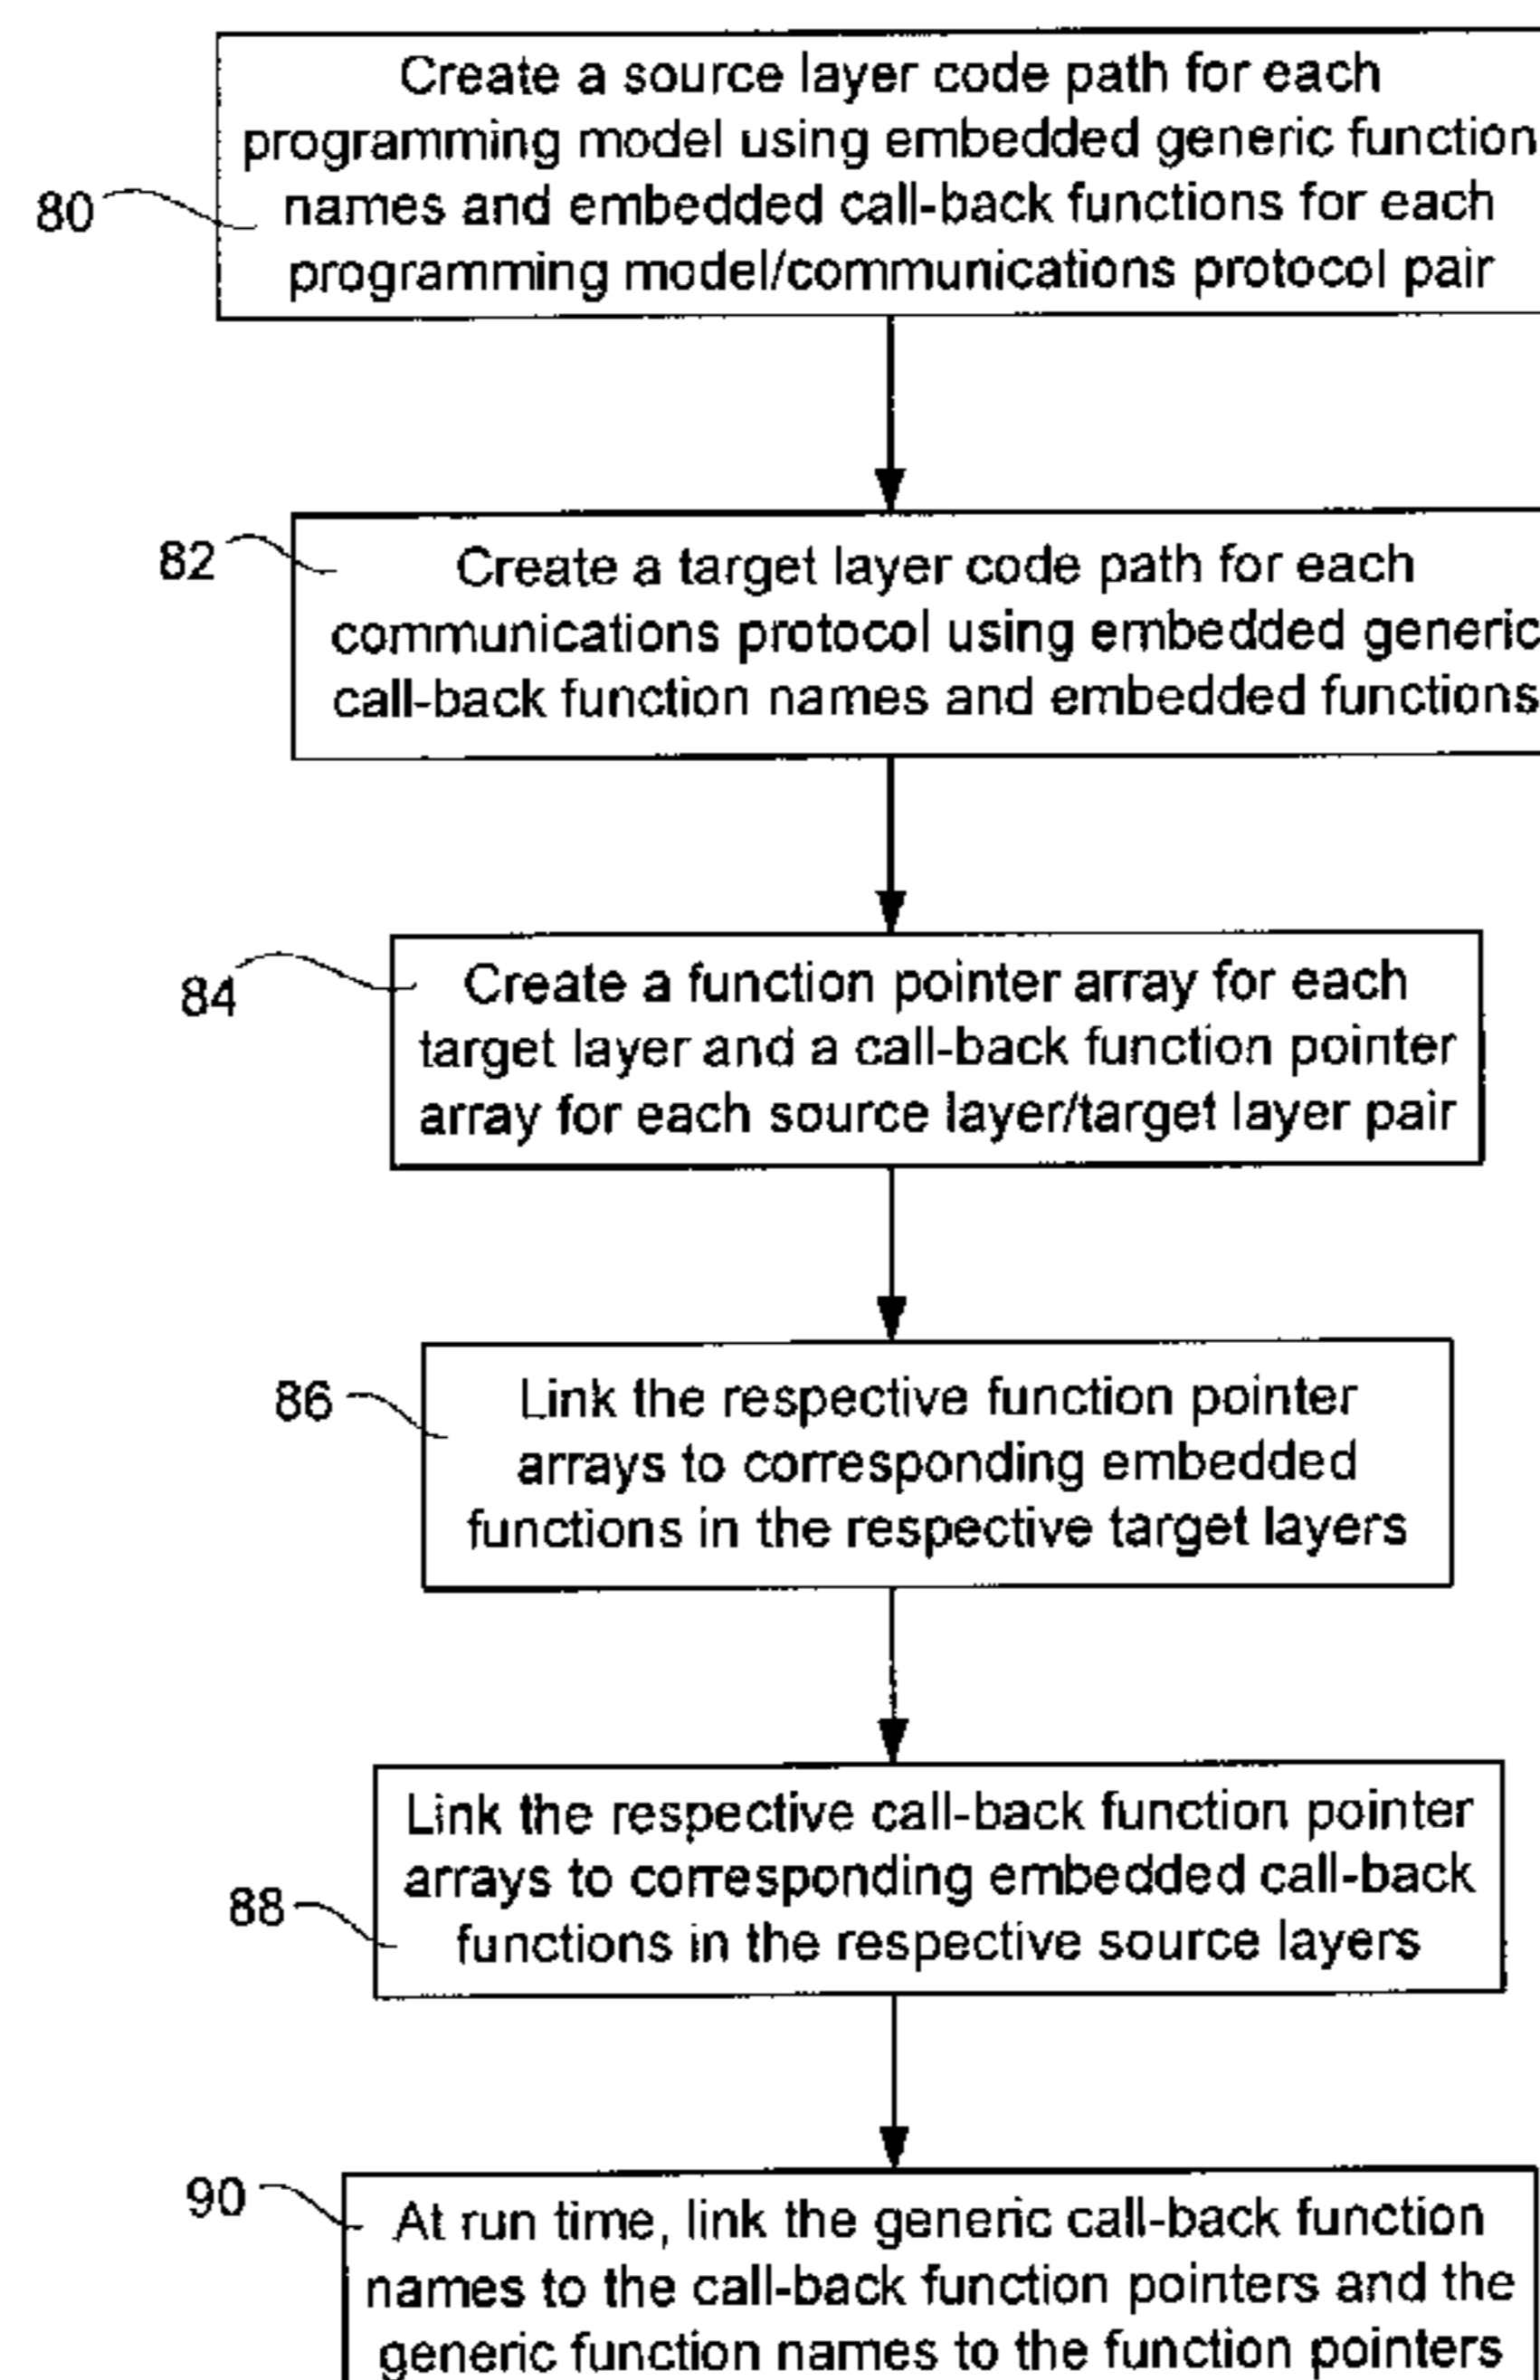 Create a source layer code path for each
programming model using embedded generic function
80
names and embedded call-back functions for each
programming model/communications protocol pair
82
Create a target layer code path for each
communications protocol using embedded generic
call-back function names and embedded functions
84
Create a function pointer array for each
target layer and a call-back function pointer
array for each source layer/target layer pair
86
Link the respective function pointer
arrays to corresponding embedded
functions in the respective target layers
Link the respective call-back function pointer
arrays to corresponding embedded call-back
88
functions in the respective source layers
90
At run time, link the generic call-back function
names to the call-back function pointers and the
generic function names to the function pointers